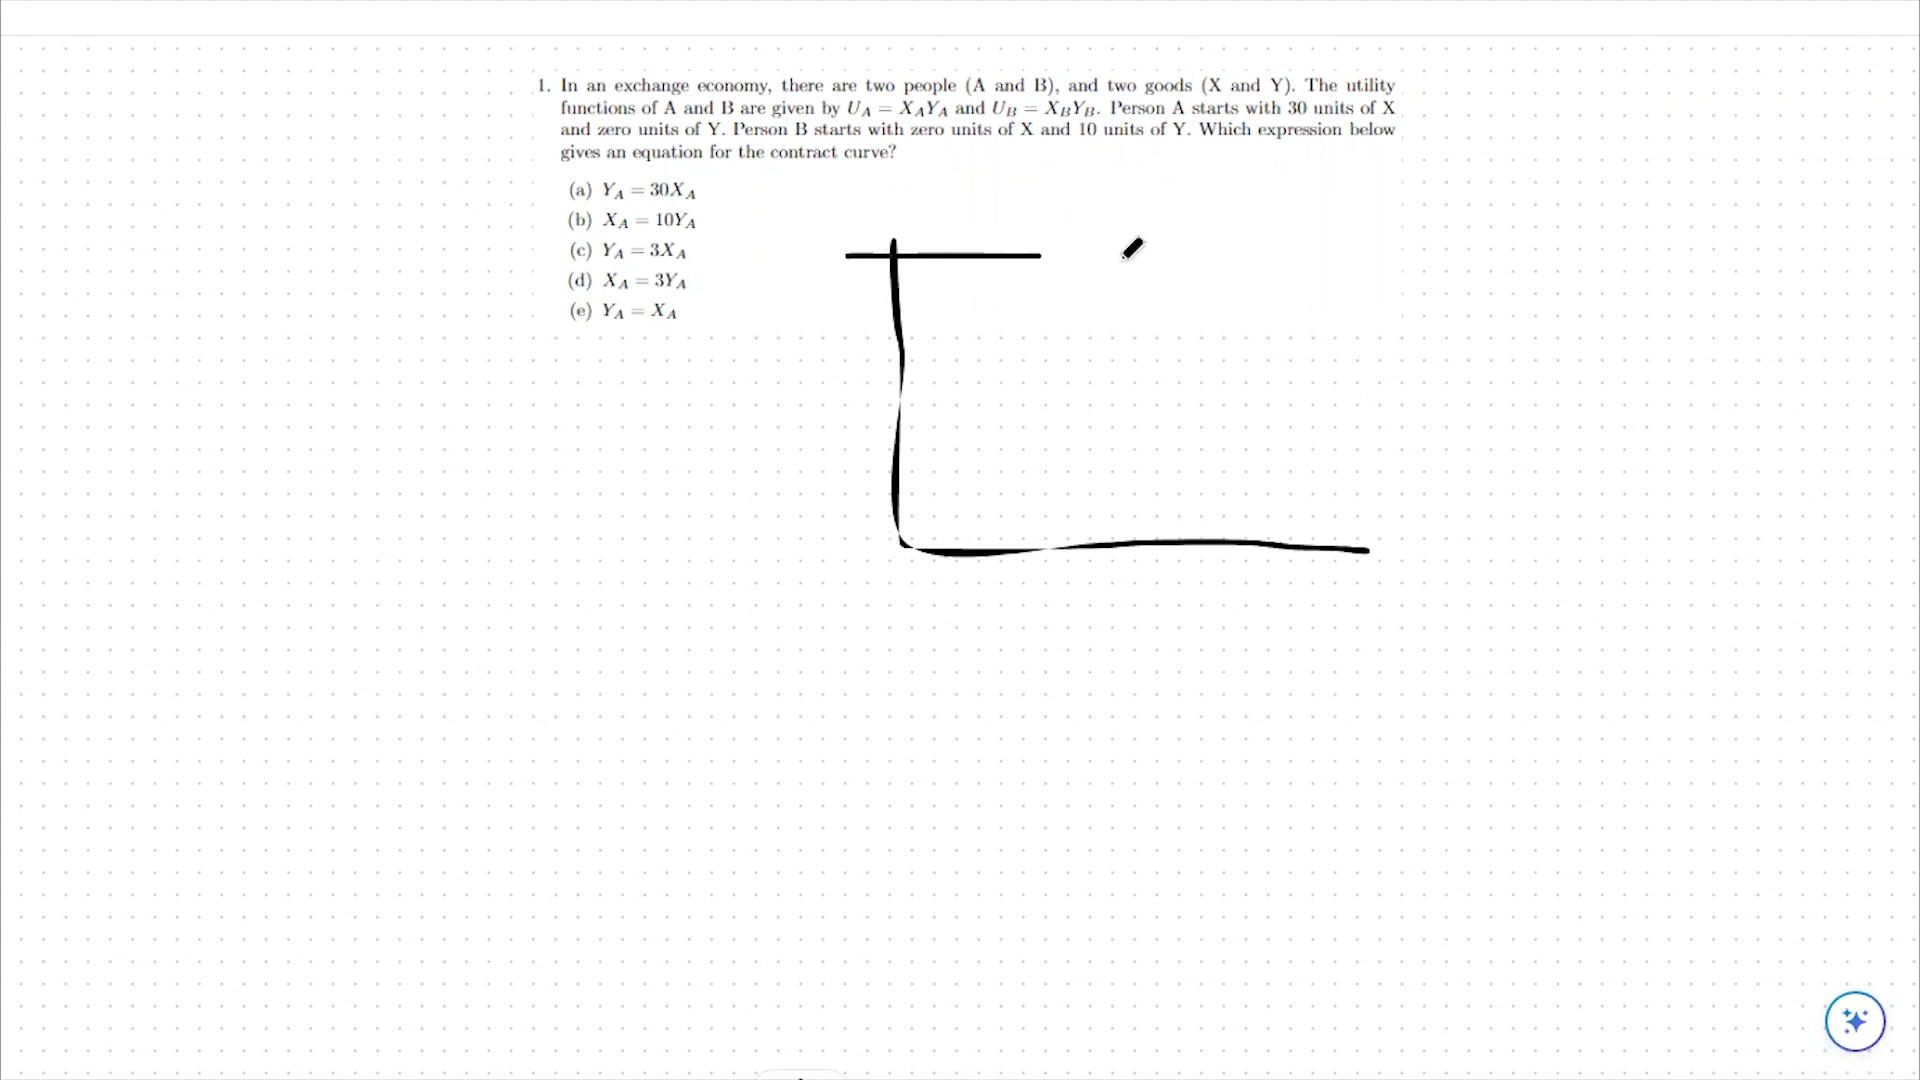 1. In an exchange economy, there are two people (A and B), and two goods (X and Y). The utility
functions of A and B are given by U_A = X_AY_A and U_B = X_BY_B. Person A starts with 30 units of X
and zero units of Y. Person B starts with zero units of X and 10 units of Y. Which expression below
gives an equation for the contract curve?
(a) Y_A = 30X_A
(b) X_A = 10Y_A
(c) Y_A = 3X_A
(d) X_A = 3Y_A
(e) Y_A = X_A